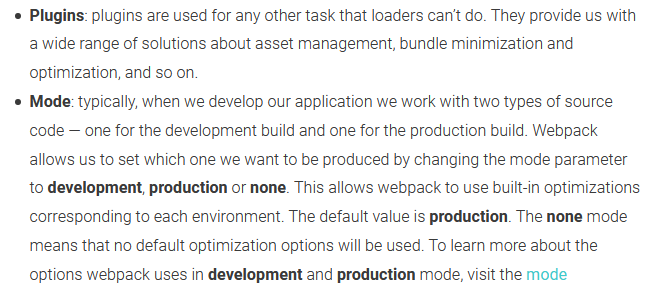 • Plugins: plugins are used for any other task that loaders can’t do. They provide us with
a wide range of solutions about asset management, bundle minimization and
optimization, and so on.
• Mode: typically, when we develop our application we work with two types of source
code — one for the development build and one for the production build. Webpack
allows us to set which one we want to be produced by changing the mode parameter
to development, production or none. This allows webpack to use built-in optimizations
corresponding to each environment. The default value is production. The none mode
means that no default optimization options will be used. To learn more about the
options webpack uses in development and production mode, visit the mode